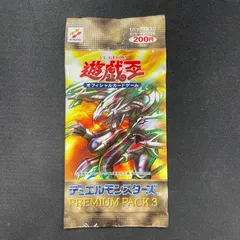 KONAMI
200円
遊戯王
オフィシャルカードゲーム
デュエルモンスターズ
PREMIUM PACK 3